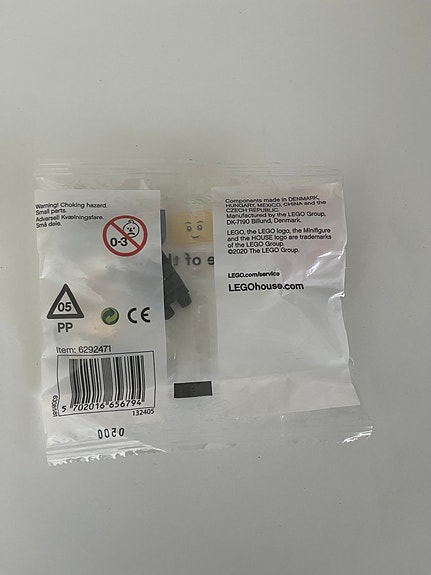 Warning! Choking hazard.
Small parts.
Advarsel! Kvælningsfare.
Små dele.
0-3
05
PP
CE
Item: 6292471
5 702016 656794
132405
0500
e of th
Components made in DENMARK,
HUNGARY, MEXICO, CHINA and the
CZECH REPUBLIC.
Manufactured by the LEGO Group,
DK-7190 Billund, Denmark.
LEGO, the LEGO logo, the Minifigure
and the HOUSE logo are trademarks
of the LEGO Group.
©2020 The LEGO Group.
LEGO.com/service
LEGOhouse.com